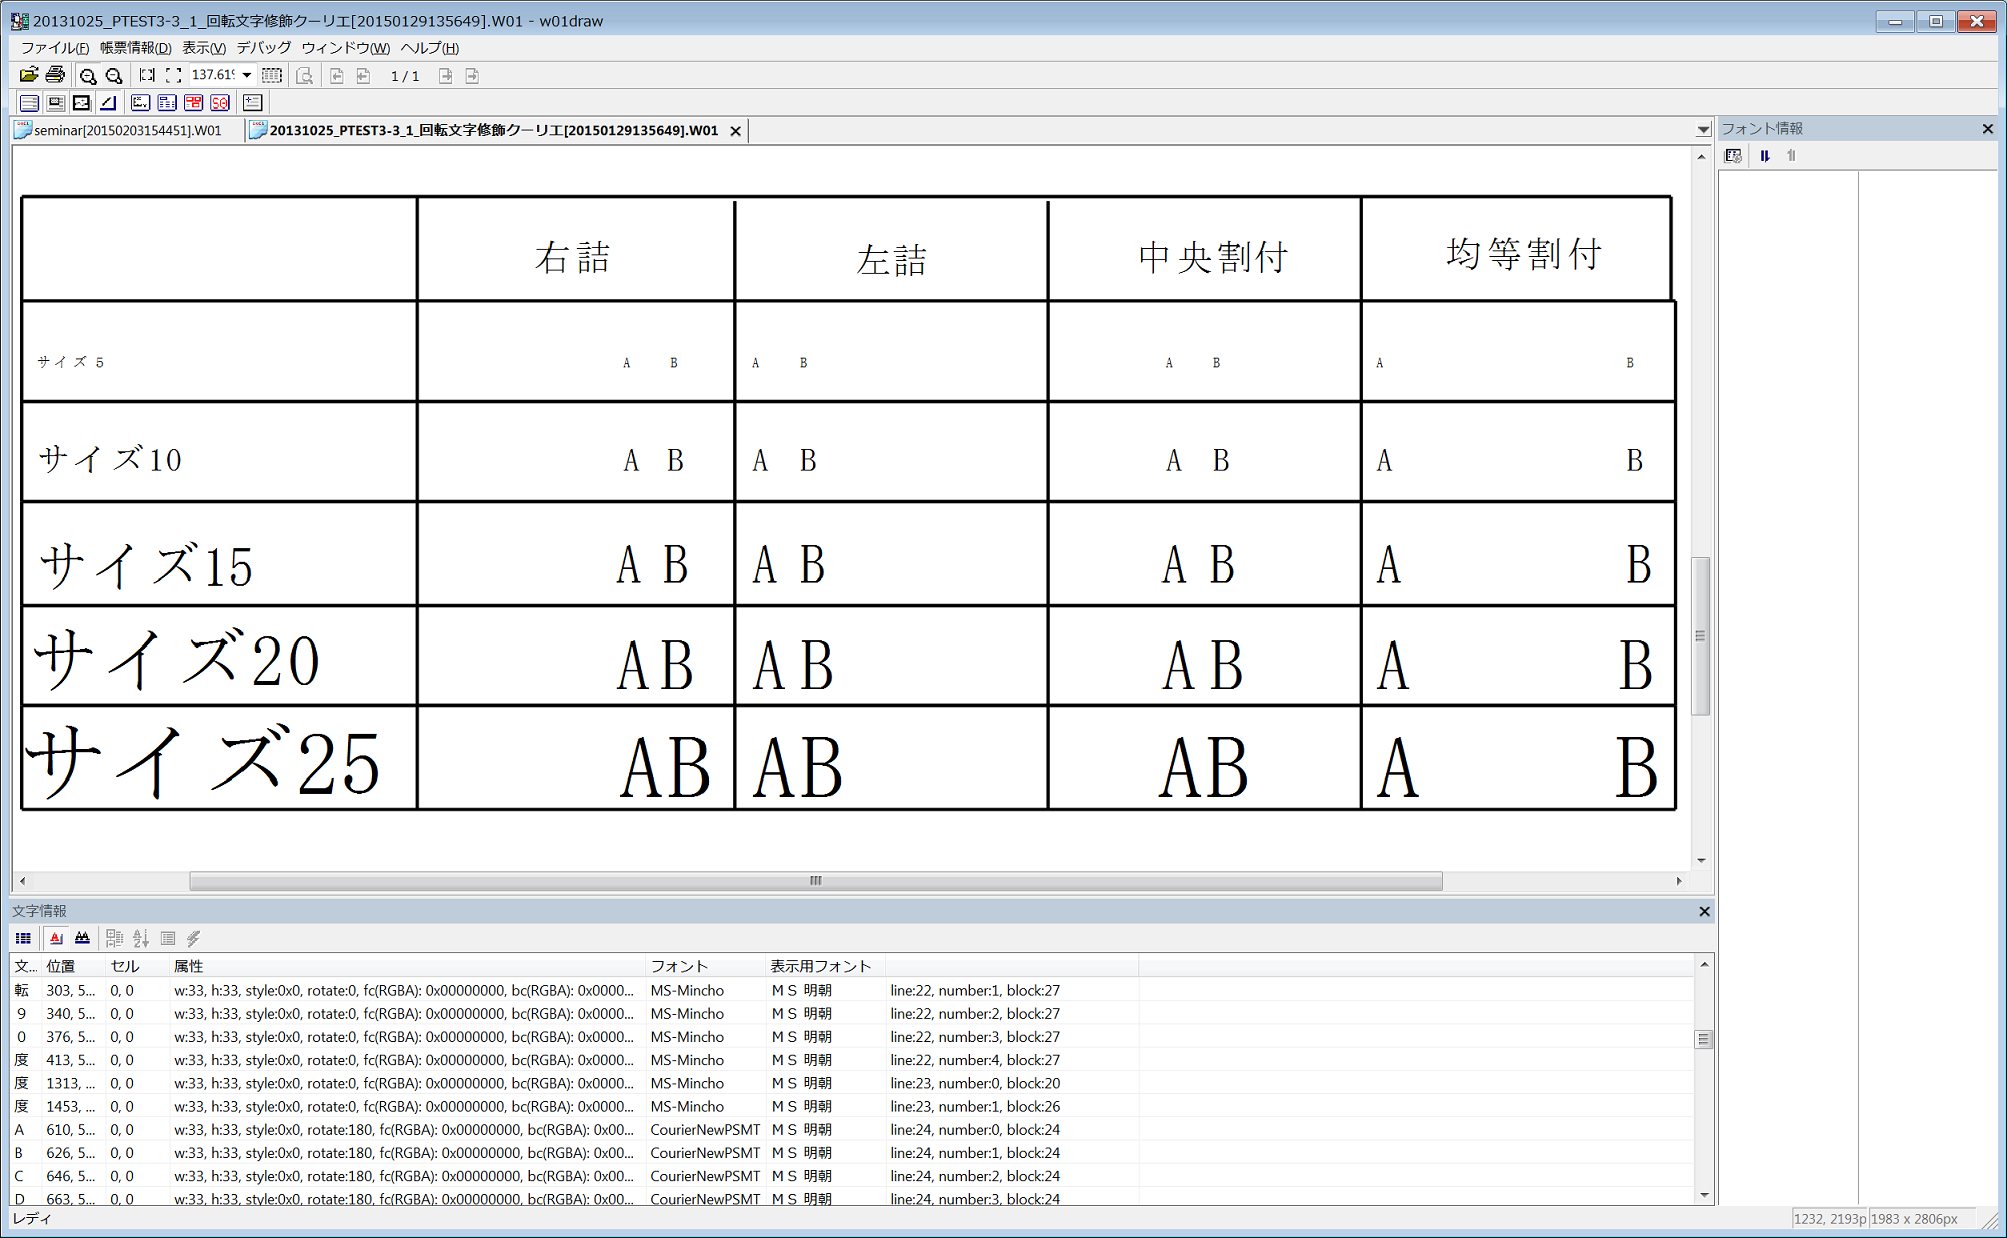 20131025_PTEST3-3_1_回転文字修飾クーリエ[20150129135649].W01 - w01draw
ファイル(F) 帳票情報(D) 表示(V) デバッグ ウィンドウ(W) ヘルプ(H)
137.61% 1 / 1
seminar[20150203154451].W01 20131025_PTEST3-3_1_回転文字修飾クーリエ[20150129135649].W01
フォント情報
右詰 左詰 中央割付 均等割付
サイズ 5 A B A B A B A B
サイズ10 A B A B A B A B
サイズ15 A B A B A B A B
サイズ20 A B A B A B A B
サイズ25 AB AB AB A B
文字情報
文... 位置 セル 属性 フォント 表示用フォント
転 303, 5... 0, 0 w:33, h:33, style:0x0, rotate:0, fc(RGBA): 0x00000000, bc(RGBA): 0x0000... MS-Mincho ＭＳ 明朝 line:22, number:1, block:27
9 340, 5... 0, 0 w:33, h:33, style:0x0, rotate:0, fc(RGBA): 0x00000000, bc(RGBA): 0x0000... MS-Mincho ＭＳ 明朝 line:22, number:2, block:27
0 376, 5... 0, 0 w:33, h:33, style:0x0, rotate:0, fc(RGBA): 0x00000000, bc(RGBA): 0x0000... MS-Mincho ＭＳ 明朝 line:22, number:3, block:27
度 413, 5... 0, 0 w:33, h:33, style:0x0, rotate:0, fc(RGBA): 0x00000000, bc(RGBA): 0x0000... MS-Mincho ＭＳ 明朝 line:22, number:4, block:27
度 1313, ... 0, 0 w:33, h:33, style:0x0, rotate:0, fc(RGBA): 0x00000000, bc(RGBA): 0x0000... MS-Mincho ＭＳ 明朝 line:23, number:0, block:20
度 1453, ... 0, 0 w:33, h:33, style:0x0, rotate:0, fc(RGBA): 0x00000000, bc(RGBA): 0x0000... MS-Mincho ＭＳ 明朝 line:23, number:1, block:26
A 610, 5... 0, 0 w:33, h:33, style:0x0, rotate:180, fc(RGBA): 0x00000000, bc(RGBA): 0x00... CourierNewPSMT ＭＳ 明朝 line:24, number:0, block:24
B 626, 5... 0, 0 w:33, h:33, style:0x0, rotate:180, fc(RGBA): 0x00000000, bc(RGBA): 0x00... CourierNewPSMT ＭＳ 明朝 line:24, number:1, block:24
C 646, 5... 0, 0 w:33, h:33, style:0x0, rotate:180, fc(RGBA): 0x00000000, bc(RGBA): 0x00... CourierNewPSMT ＭＳ 明朝 line:24, number:2, block:24
D 663, 5... 0, 0 w:33, h:33, style:0x0, rotate:180, fc(RGBA): 0x00000000, bc(RGBA): 0x00... CourierNewPSMT ＭＳ 明朝 line:24, number:3, block:24
レディ 1232, 2193p 1983 x 2806px